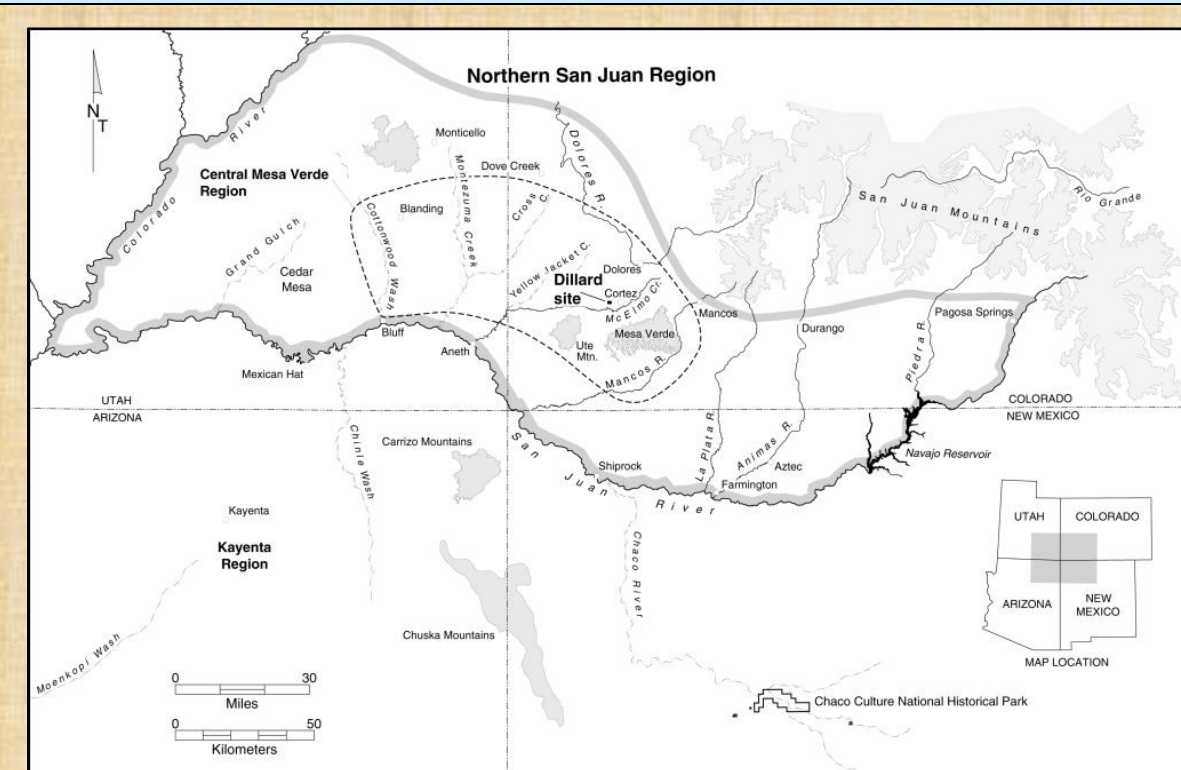 Northern San Juan Region
N
T
Colorado River
Monticello
Dolores R.
Dove Creek
Montezuma Creek
Central Mesa Verde
Region
Cross C.
Rio Grande
San Juan Mountains
Blanding
Cottonwood Wash
Colorado
Grand Gulch
Yellow Jacket C.
Cedar
Mesa
Dolores
Dillard
site
Cortez
McElmo Cr.
Mancos
Pagosa Springs
Durango
Piedra R.
Bluff
Mesa Verde
Aneth
Ute
Mtn.
Mancos R.
Mexican Hat
UTAH
ARIZONA
COLORADO
NEW MEXICO
Chinle Wash
Carrizo Mountains
San Juan River
Shiprock
La Plata R.
Animas R.
Aztec
Farmington
Navajo Reservoir
Kayenta
Kayenta
Region
Chaco River
UTAH
COLORADO
ARIZONA
NEW
MEXICO
MAP LOCATION
Chuska Mountains
Moenkopi Wash
0 30
Miles
0 50
Kilometers
Chaco Culture National Historical Park